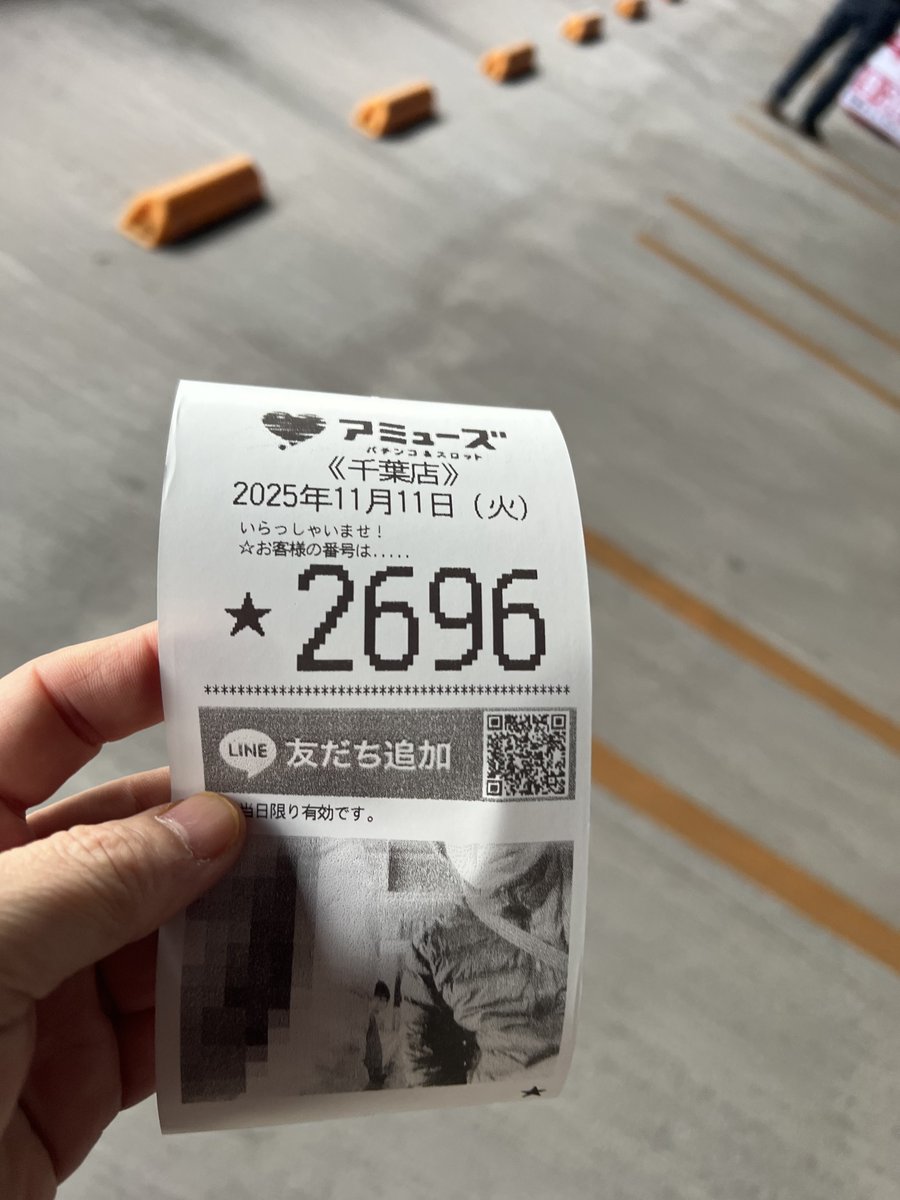 アミューズ
パチンコ&スロット
《千葉店》
2025年11月11日（火）
いらっしゃいませ！
☆お客様の番号は.....
★2696
****************************************************
LINE 友だち追加
当日限り有効です。
★